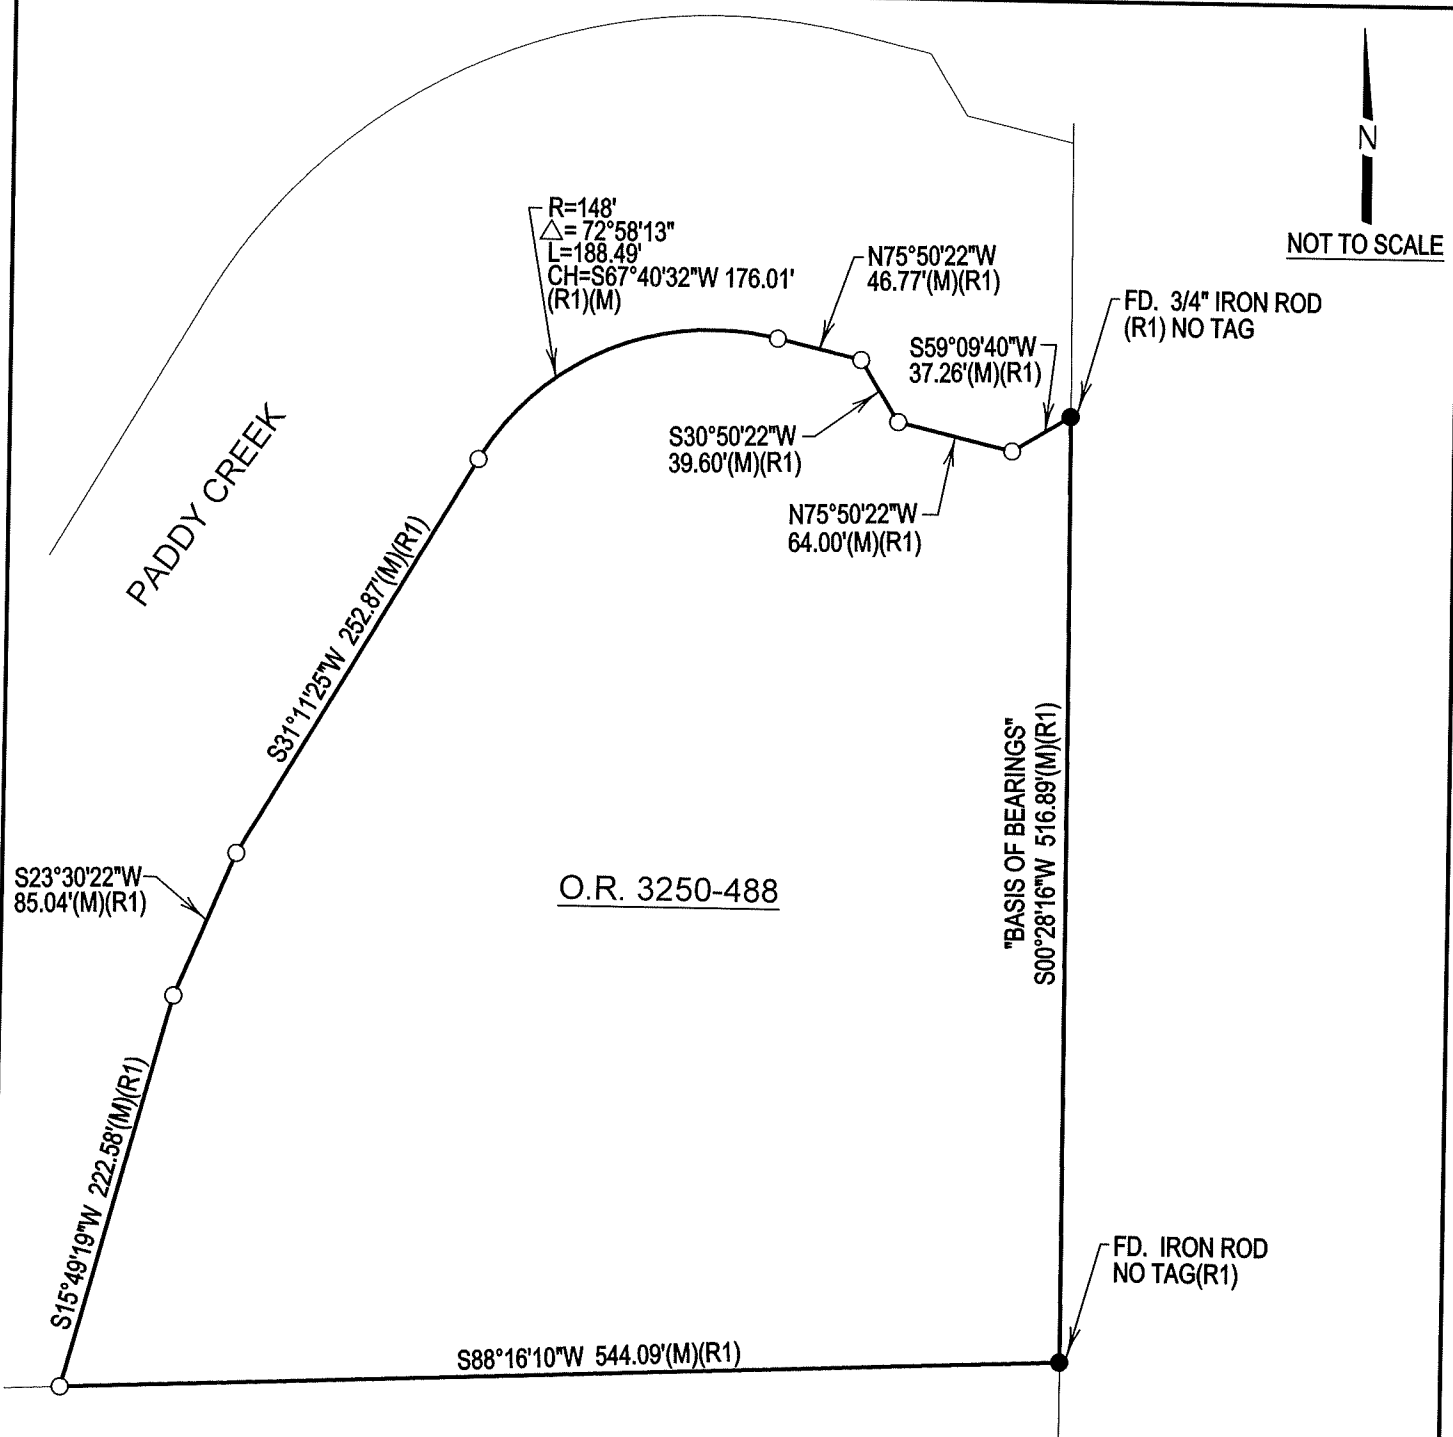 N
NOT TO SCALE
R=148'
△= 72°58'13"
L=188.49'
CH=S67°40'32"W 176.01'
(R1)(M)
N75°50'22"W
46.77'(M)(R1)
FD. 3/4" IRON ROD
(R1) NO TAG
S59°09'40"W
37.26'(M)(R1)
S30°50'22"W
39.60'(M)(R1)
N75°50'22"W
64.00'(M)(R1)
PADDY CREEK
S31°11'25"W 252.87'(M)(R1)
"BASIS OF BEARINGS"
S00°28'16"W 516.89'(M)(R1)
S23°30'22"W
85.04'(M)(R1)
O.R. 3250-488
S15°49'19"W 222.58'(M)(R1)
FD. IRON ROD
NO TAG(R1)
S88°16'10"W 544.09'(M)(R1)